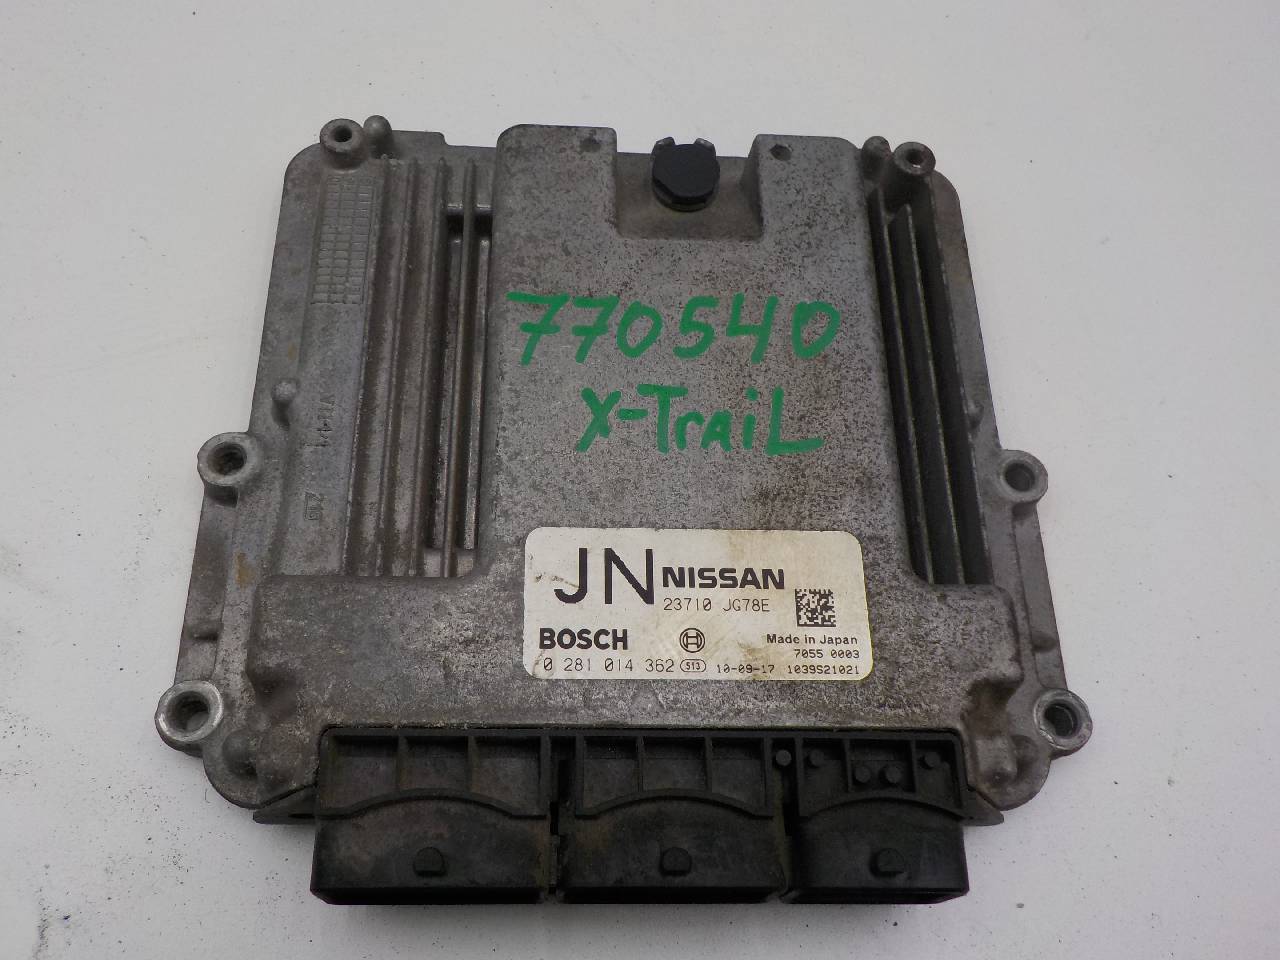 770540
X-TraiL
JN NISSAN
23710 JG78E
BOSCH
Made in Japan
7055 0003
0 281 014 362 513 10-09-17 1039S21021